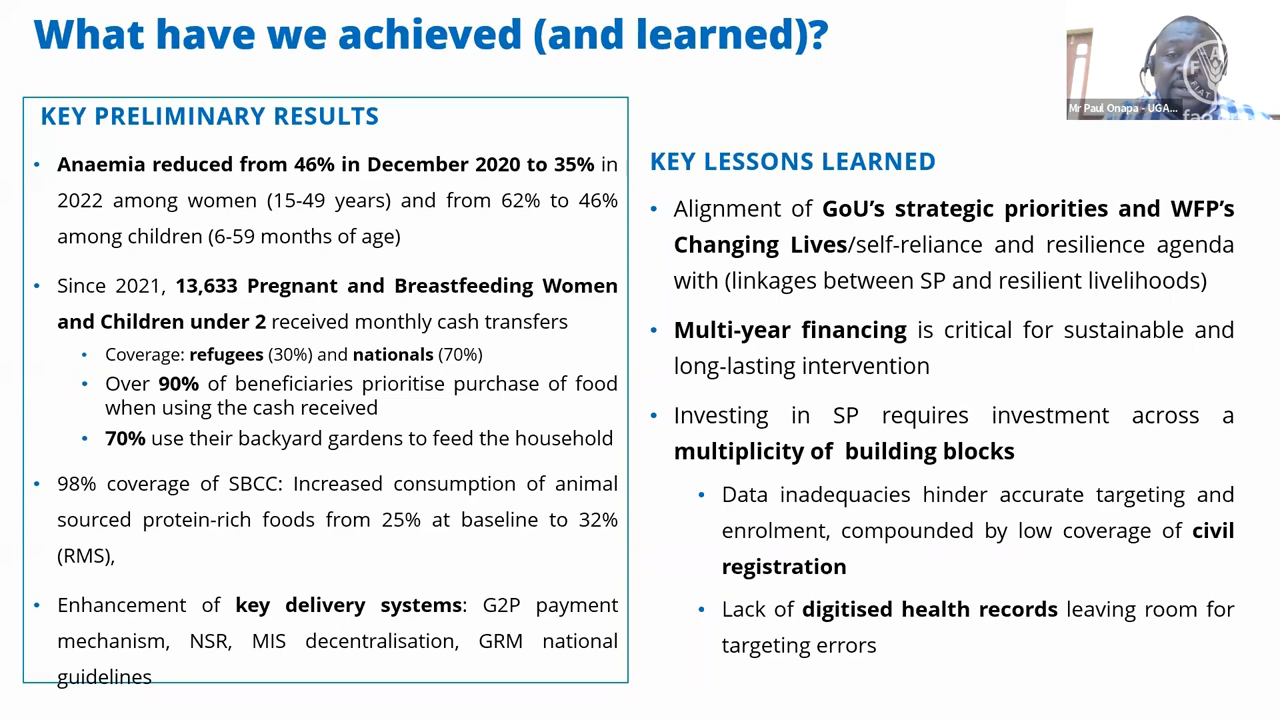 What have we achieved (and learned)?
Mr Paul Onapa - UGA...
KEY PRELIMINARY RESULTS
• Anaemia reduced from 46% in December 2020 to 35% in
2022 among women (15-49 years) and from 62% to 46%
among children (6-59 months of age)
• Since 2021, 13,633 Pregnant and Breastfeeding Women
and Children under 2 received monthly cash transfers
• Coverage: refugees (30%) and nationals (70%)
• Over 90% of beneficiaries prioritise purchase of food
when using the cash received
• 70% use their backyard gardens to feed the household
• 98% coverage of SBCC: Increased consumption of animal
sourced protein-rich foods from 25% at baseline to 32%
(RMS),
• Enhancement of key delivery systems: G2P payment
mechanism, NSR, MIS decentralisation, GRM national
guidelines
KEY LESSONS LEARNED
• Alignment of GoU's strategic priorities and WFP's
Changing Lives/self-reliance and resilience agenda
with (linkages between SP and resilient livelihoods)
• Multi-year financing is critical for sustainable and
long-lasting intervention
• Investing in SP requires investment across a
multiplicity of  building blocks
• Data inadequacies hinder accurate targeting and
enrolment, compounded by low coverage of civil
registration
• Lack of digitised health records leaving room for
targeting errors